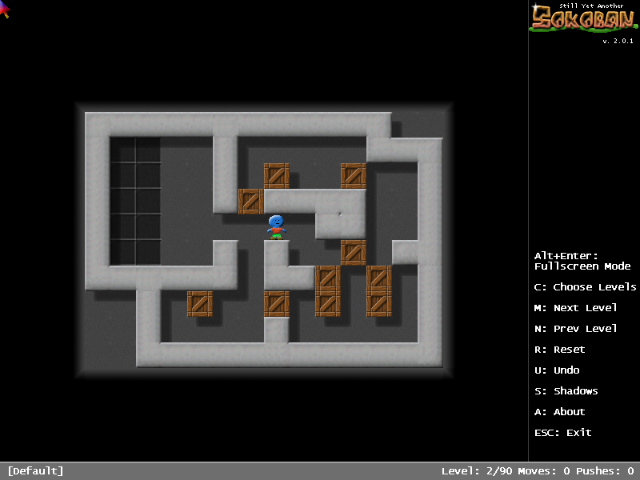 Still Yet Another
SOKOBAN
v. 2.0.1
Alt+Enter:
Fullscreen Mode
C: Choose Levels
M: Next Level
N: Prev Level
R: Reset
U: Undo
S: Shadows
A: About
ESC: Exit
[Default]
Level: 2/90 Moves: 0 Pushes: 0